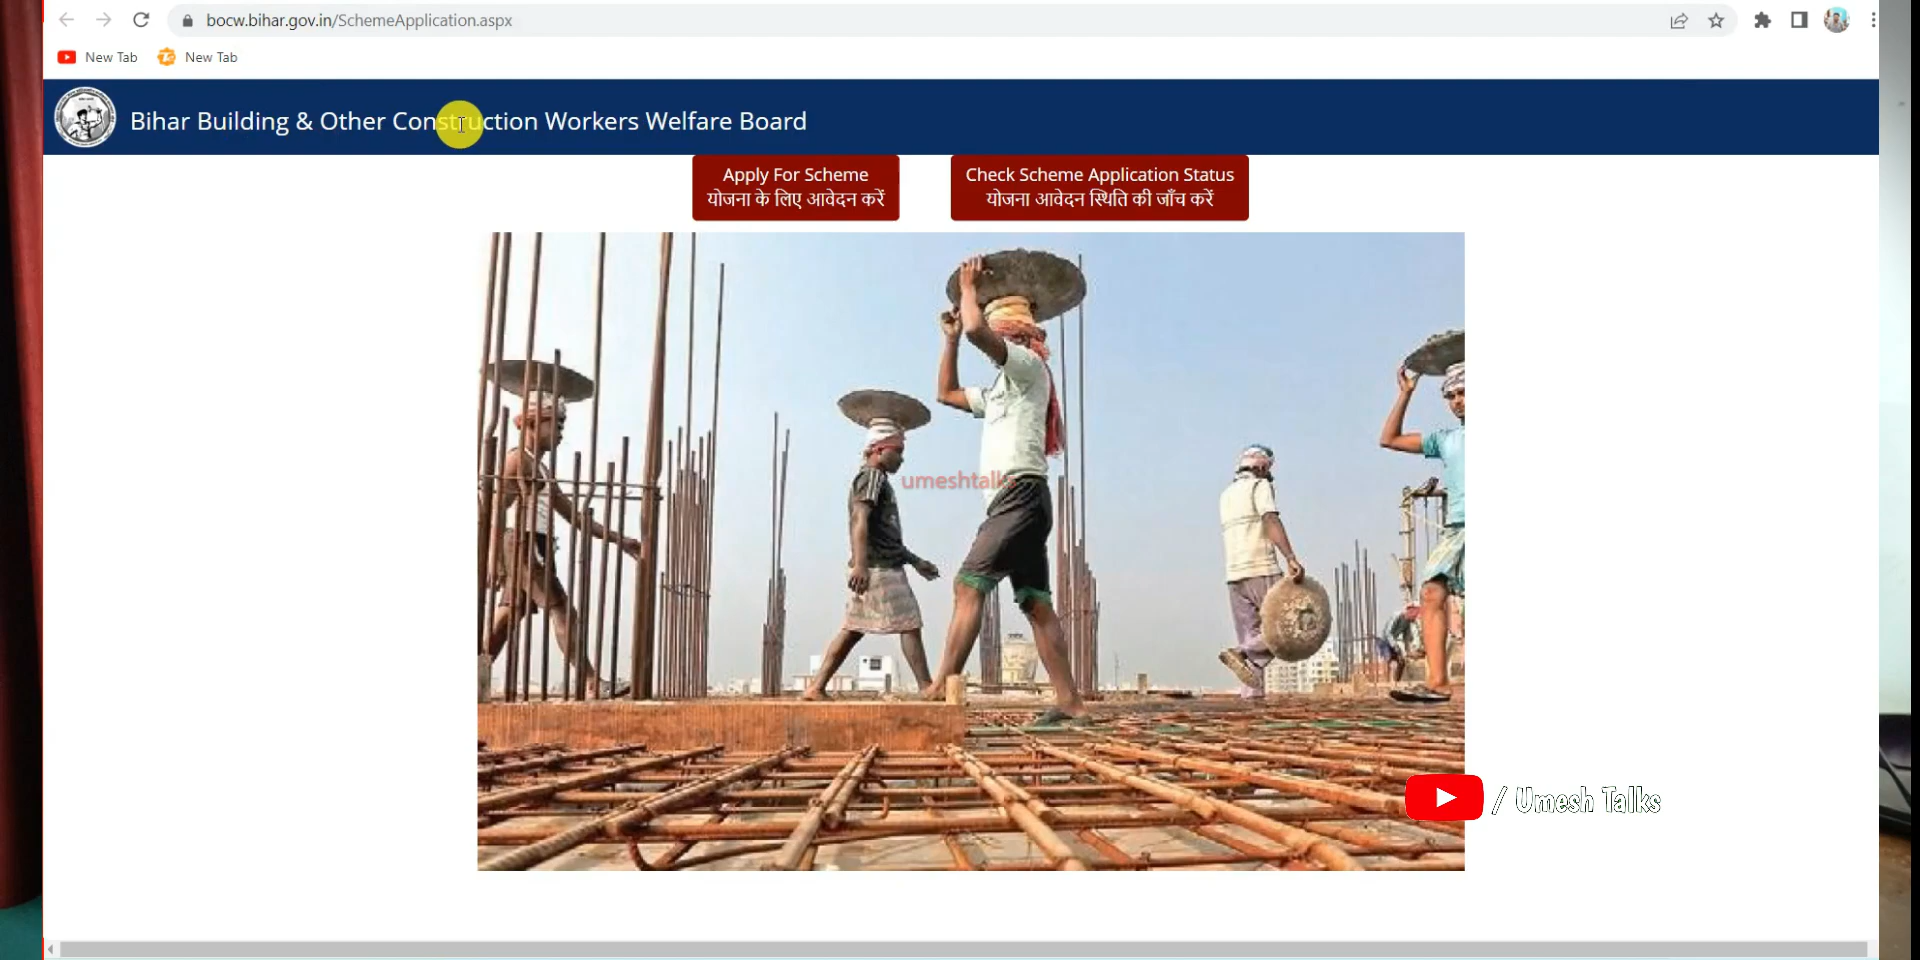 bocw.bihar.gov.in/SchemeApplication.aspx
New Tab
New Tab
Bihar Building & Other Construction Workers Welfare Board
Apply For Scheme
योजना के लिए आवेदन करें
Check Scheme Application Status
योजना आवेदन स्थिति की जाँच करें
umeshtalks
/ Umesh Talks